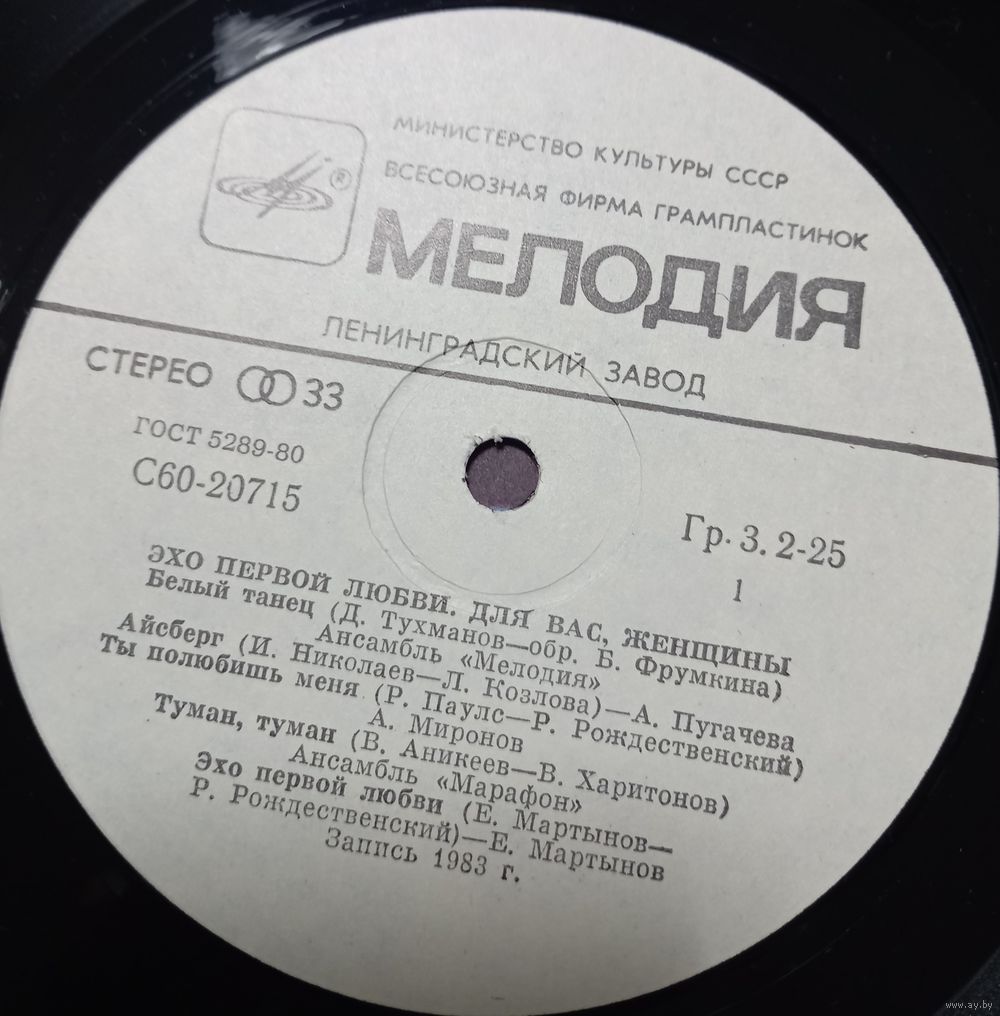 МИНИСТЕРСТВО КУЛЬТУРЫ СССР
ВСЕСОЮЗНАЯ ФИРМА ГРАМПЛАСТИНОК
®
МЕЛОДИЯ
ЛЕНИНГРАДСКИЙ ЗАВОД
СТЕРЕО 33
ГОСТ 5289-80
С60-20715
Гр. 3. 2-25
1
ЭХО ПЕРВОЙ ЛЮБВИ. ДЛЯ ВАС, ЖЕНЩИНЫ
Белый танец (Д. Тухманов—обр. Б. Фрумкина)
Ансамбль «Мелодия»
Айсберг (И. Николаев—Л. Козлова)—А. Пугачева
Ты полюбишь меня (Р. Паулс—Р. Рождественский)
А. Миронов
Туман, туман (В. Аникеев—В. Харитонов)
Ансамбль «Марафон»
Эхо первой любви (Е. Мартынов—
Р. Рождественский)—Е. Мартынов
Запись 1983 г.
www.ay.by